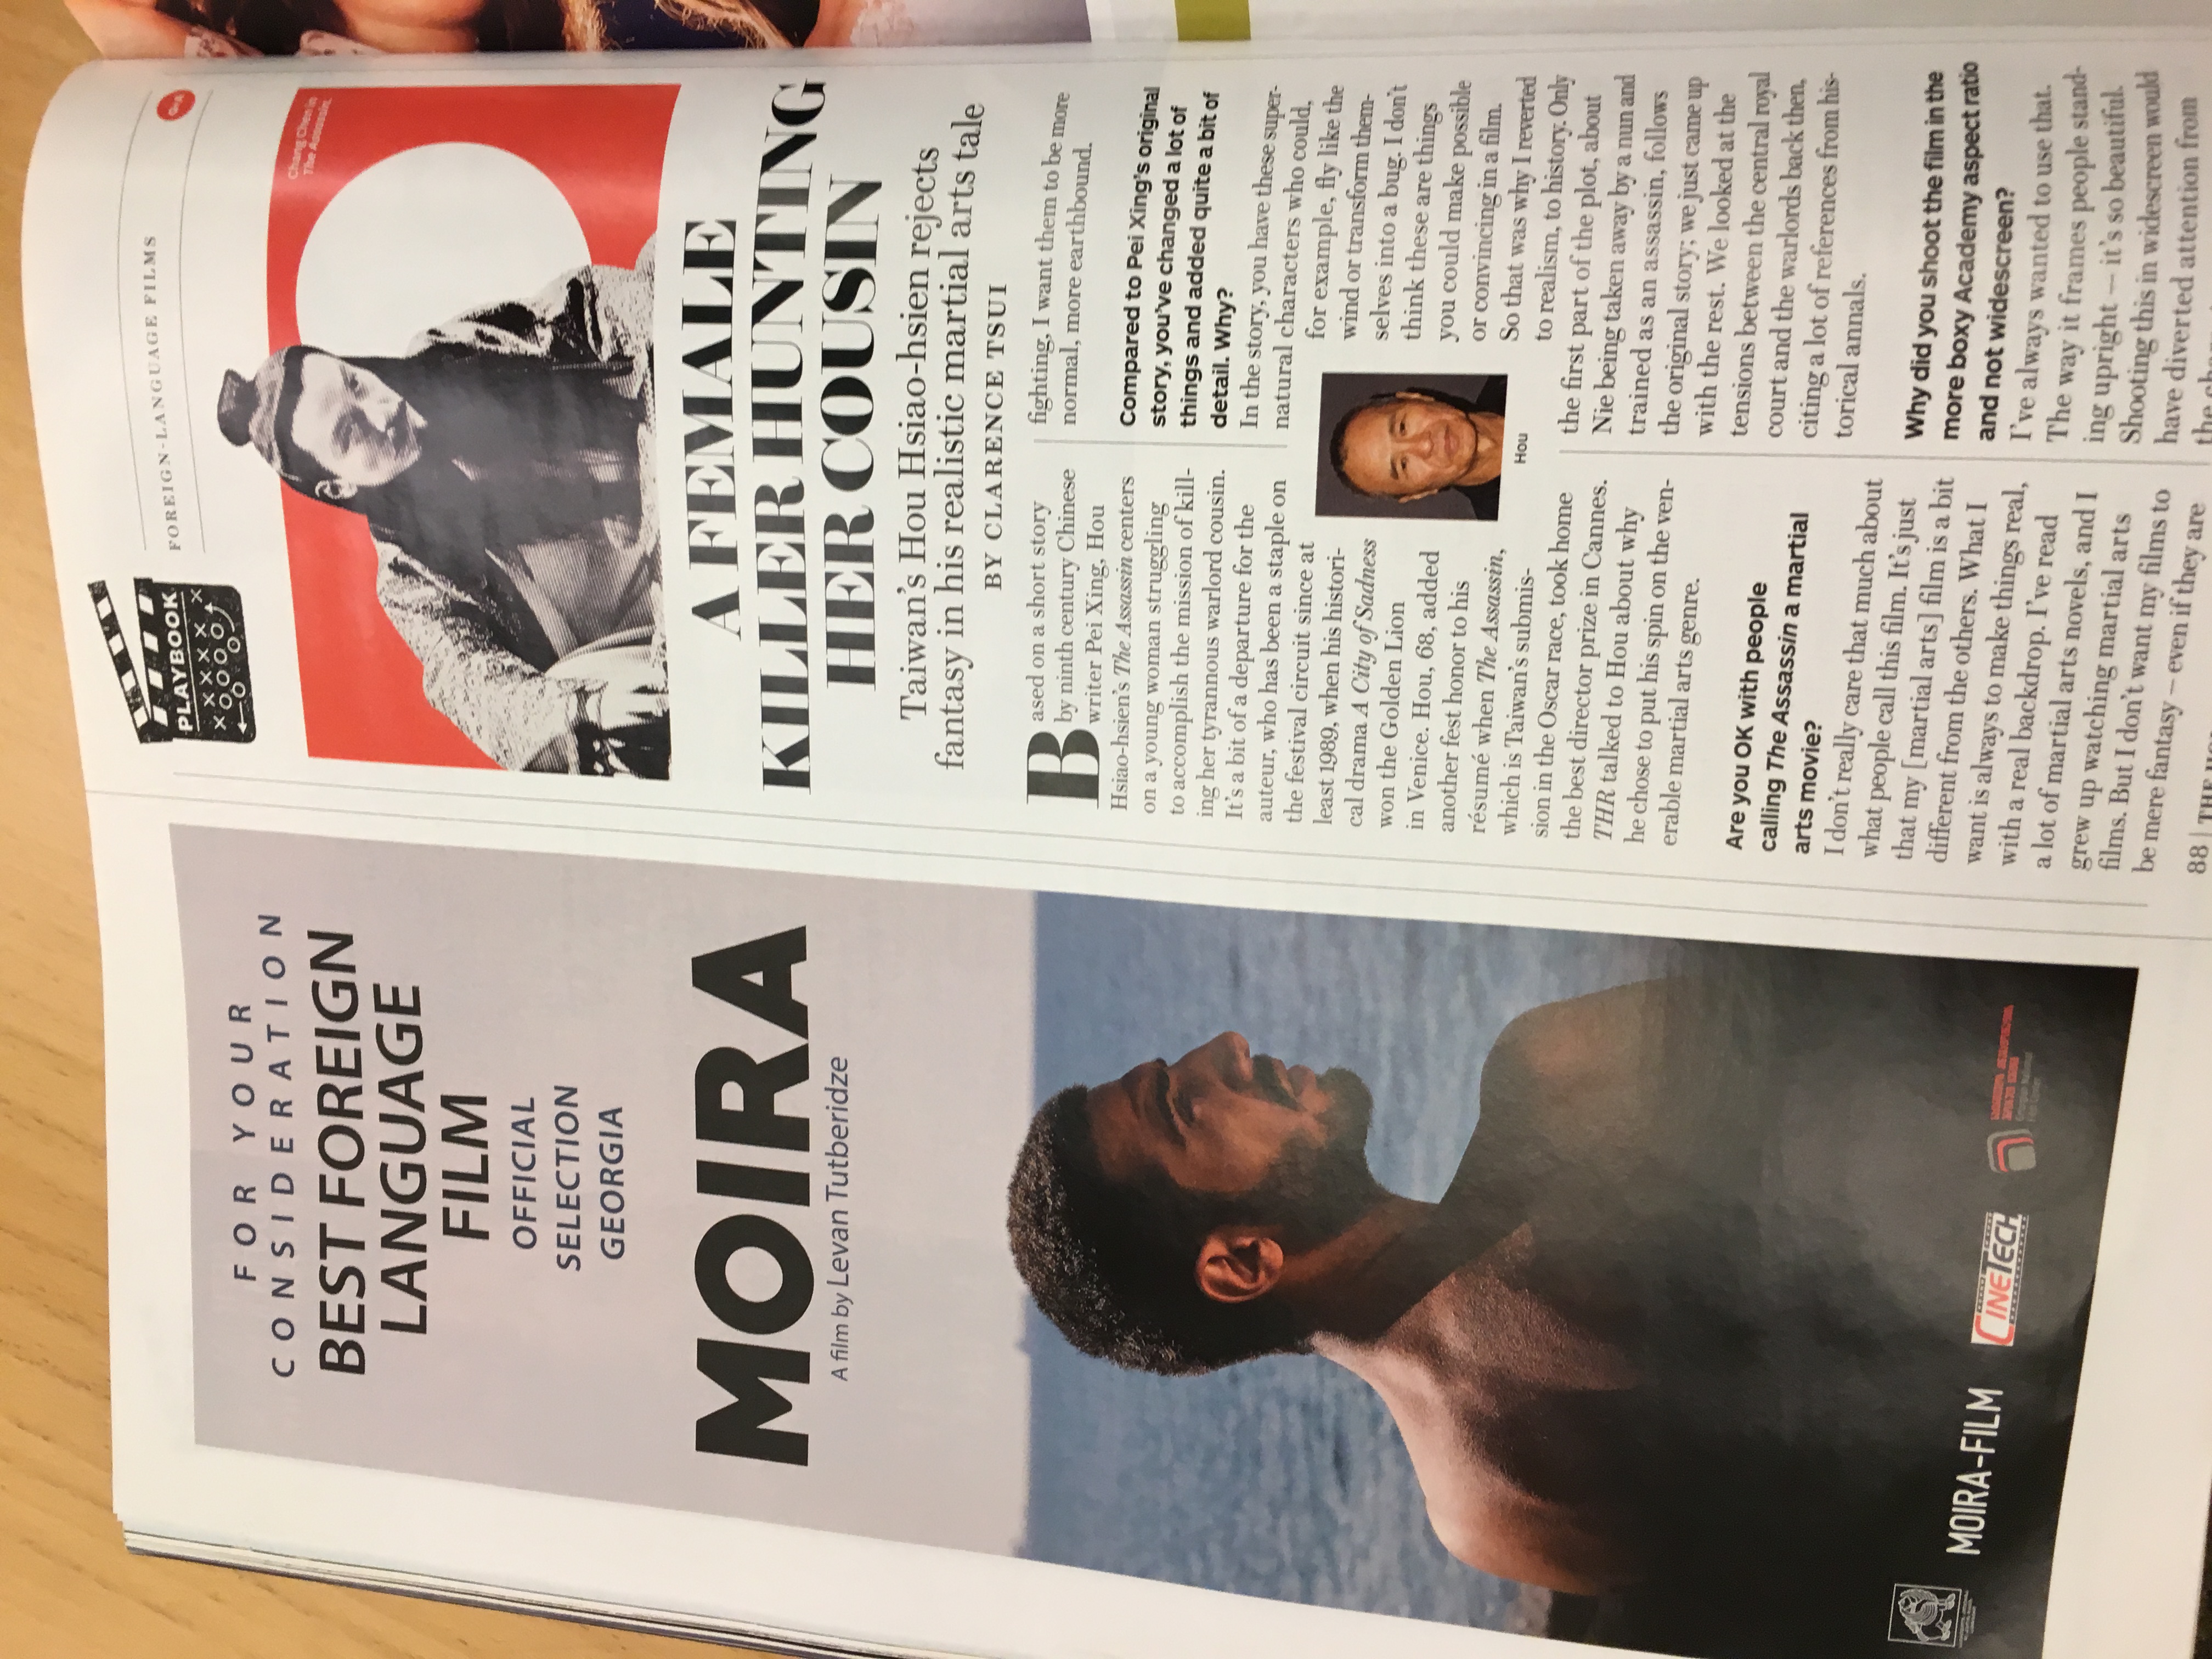 FOR YOUR
CONSIDERATION
BEST FOREIGN
LANGUAGE
FILM
OFFICIAL
SELECTION
GEORGIA
MOIRA
A film by Levan Tutberidze
MOIRA-FILM
CINETECH
Georgian National
Film Center
PLAYBOOK
FOREIGN-LANGUAGE FILMS
Q&A
Chang Chen in
The Assassin.
A FEMALE
KILLER HUNTING
HER COUSIN
Taiwan's Hou Hsiao-hsien rejects
fantasy in his realistic martial arts tale
BY CLARENCE TSUI
Based on a short story
by ninth century Chinese
writer Pei Xing, Hou
Hsiao-hsien's The Assassin centers
on a young woman struggling
to accomplish the mission of kill-
ing her tyrannous warlord cousin.
It's a bit of a departure for the
auteur, who has been a staple on
the festival circuit since at
least 1989, when his histori-
cal drama A City of Sadness
won the Golden Lion
in Venice. Hou, 68, added
another fest honor to his
résumé when The Assassin,
which is Taiwan's submis-
sion in the Oscar race, took home
the best director prize in Cannes.
THR talked to Hou about why
he chose to put his spin on the ven-
erable martial arts genre.
Are you OK with people
calling The Assassin a martial
arts movie?
I don't really care that much about
what people call this film. It's just
that my [martial arts] film is a bit
different from the others. What I
want is always to make things real,
with a real backdrop. I've read
a lot of martial arts novels, and I
grew up watching martial arts
films. But I don't want my films to
be mere fantasy — even if they are
fighting, I want them to be more
normal, more earthbound.
Compared to Pei Xing's original
story, you've changed a lot of
things and added quite a bit of
detail. Why?
In the story, you have these super-
natural characters who could,
for example, fly like the
wind or transform them-
selves into a bug. I don't
think these are things
you could make possible
or convincing in a film.
So that was why I reverted
to realism, to history. Only
the first part of the plot, about
Nie being taken away by a nun and
trained as an assassin, follows
the original story; we just came up
with the rest. We looked at the
tensions between the central royal
court and the warlords back then,
citing a lot of references from his-
torical annals.
Hou
Why did you shoot the film in the
more boxy Academy aspect ratio
and not widescreen?
I've always wanted to use that.
The way it frames people stand-
ing upright — it's so beautiful.
Shooting this in widescreen would
have diverted attention from
the
88 | THE